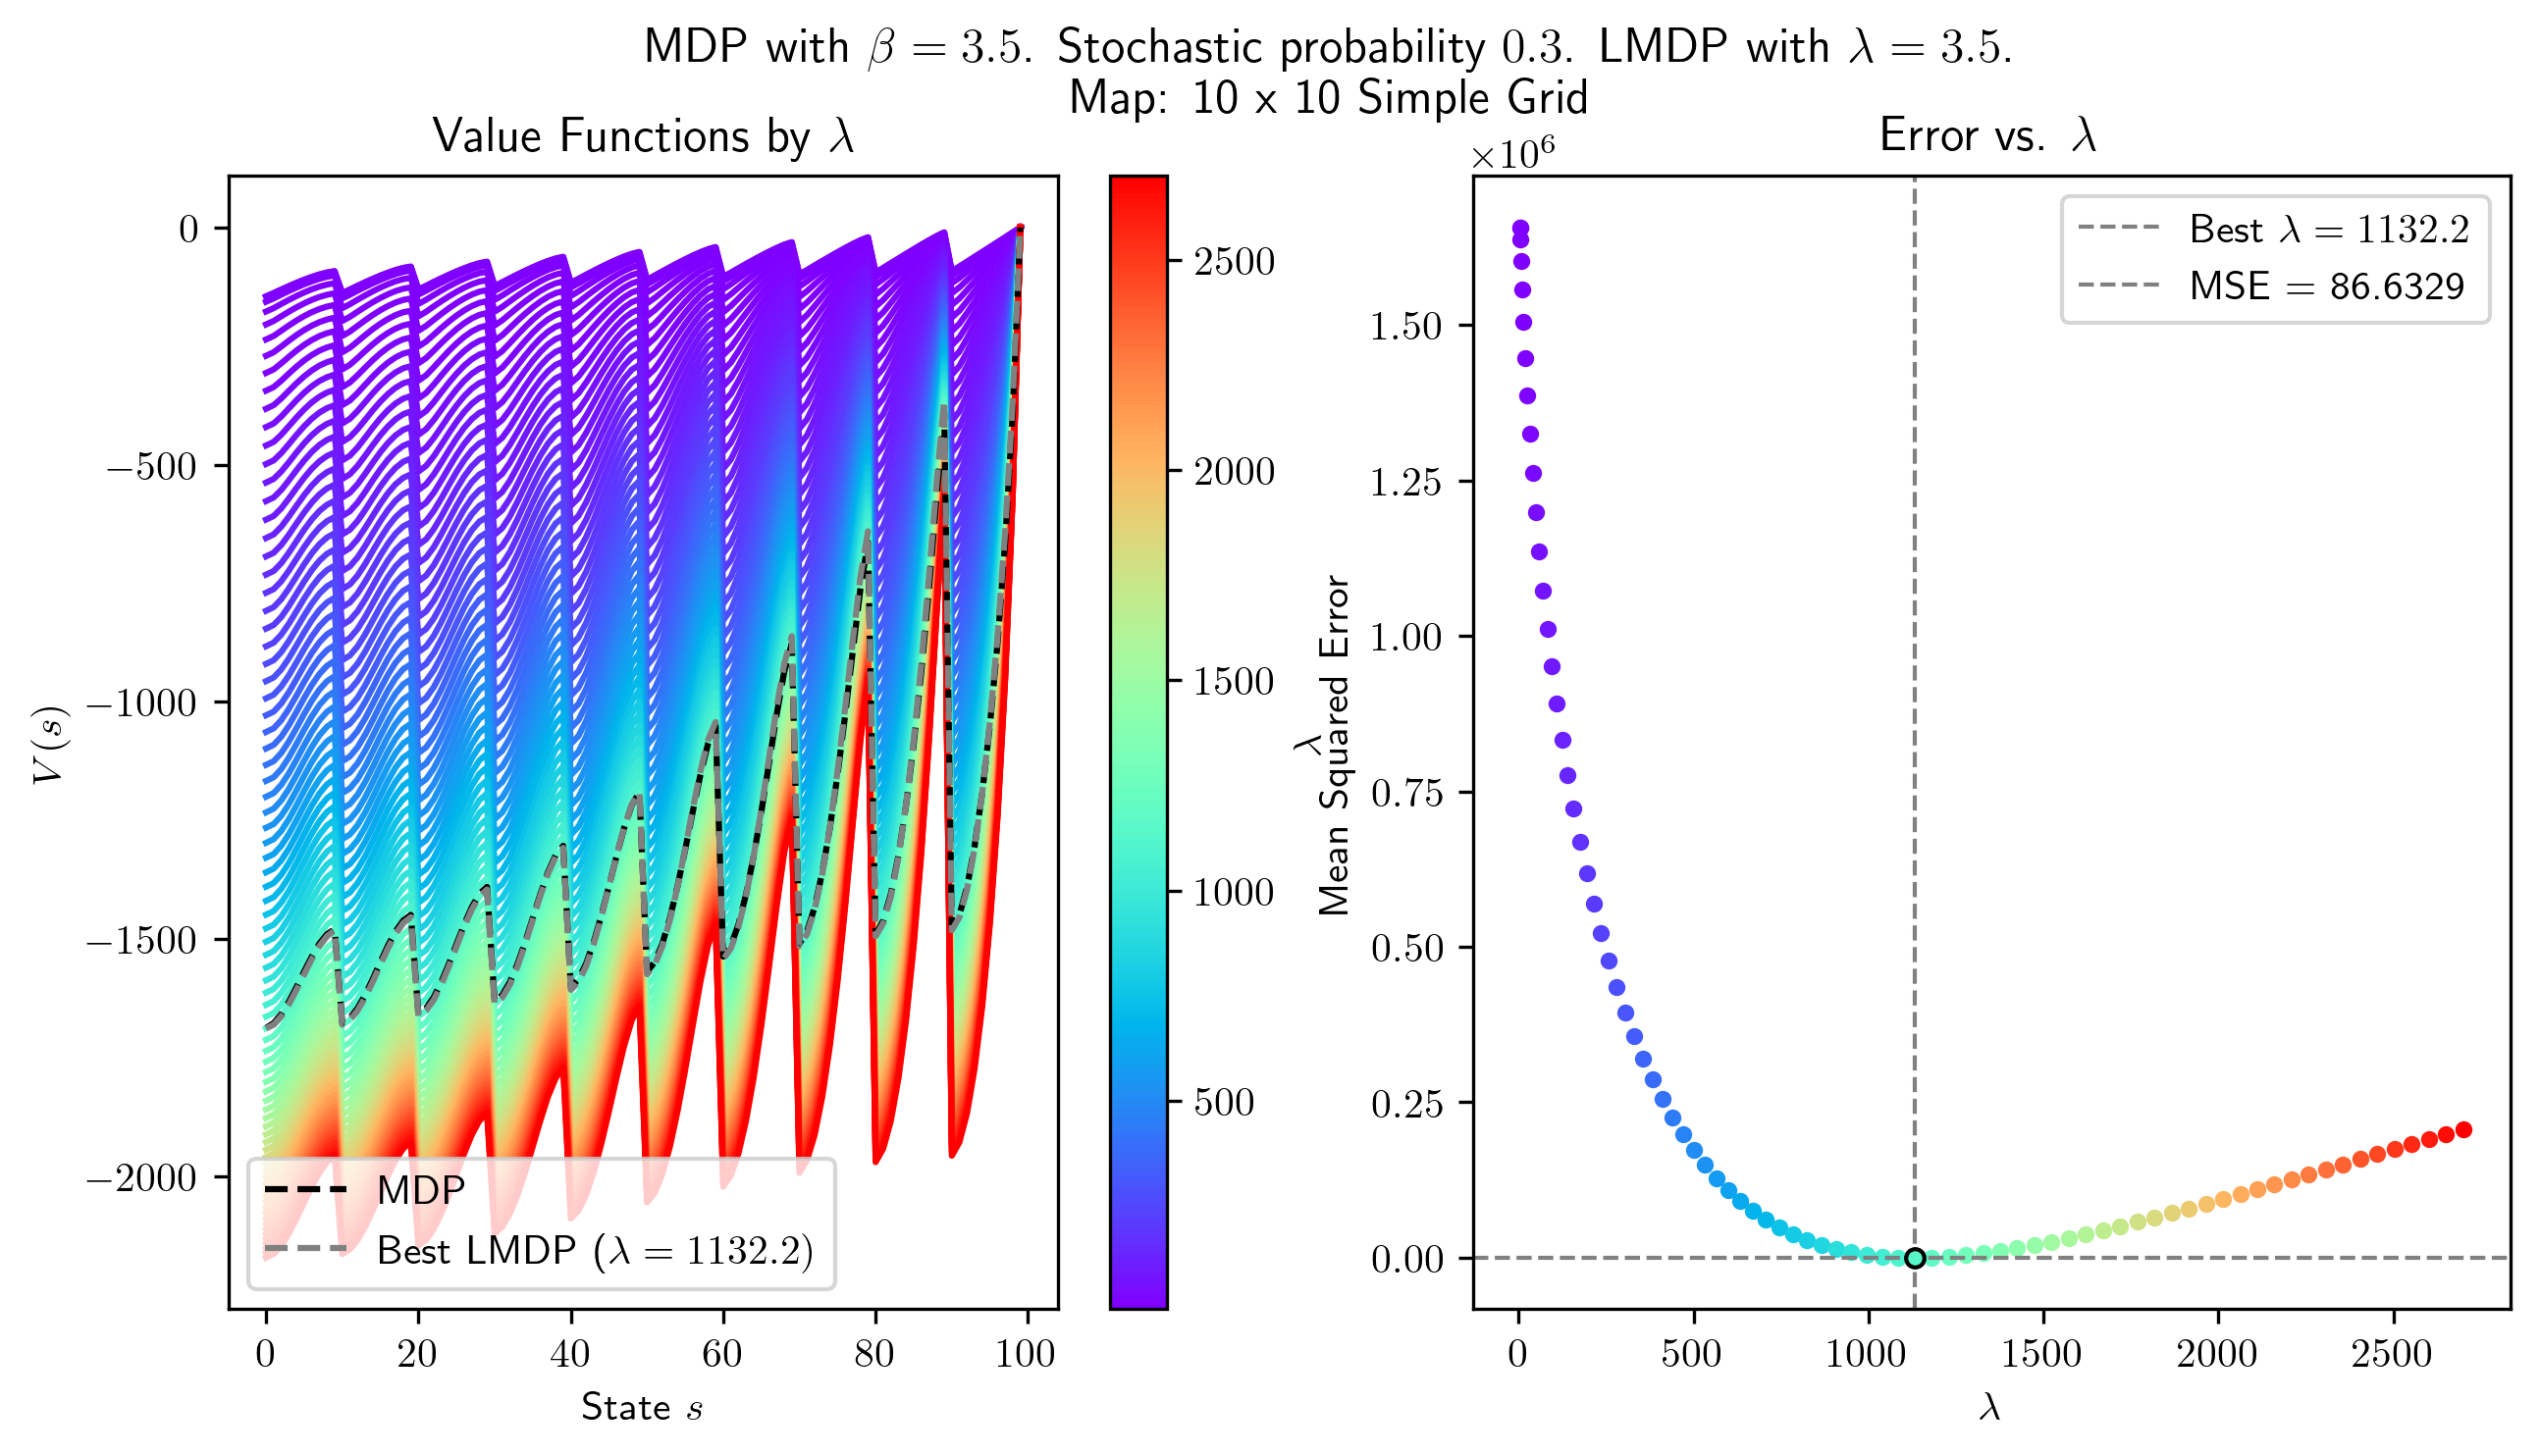 MDP with β = 3.5. Stochastic probability 0.3. LMDP with λ = 3.5.
Map: 10 x 10 Simple Grid
Value Functions by λ
0
−500
−1000
−1500
−2000
V(s)
MDP
Best LMDP (λ = 1132.2)
0 20 40 60 80 100
State s
2500
2000
1500
1000
500
λ
Error vs. λ
×10⁶
1.50
1.25
1.00
0.75
0.50
0.25
0.00
Mean Squared Error
Best λ = 1132.2
MSE = 86.6329
0 500 1000 1500 2000 2500
λ